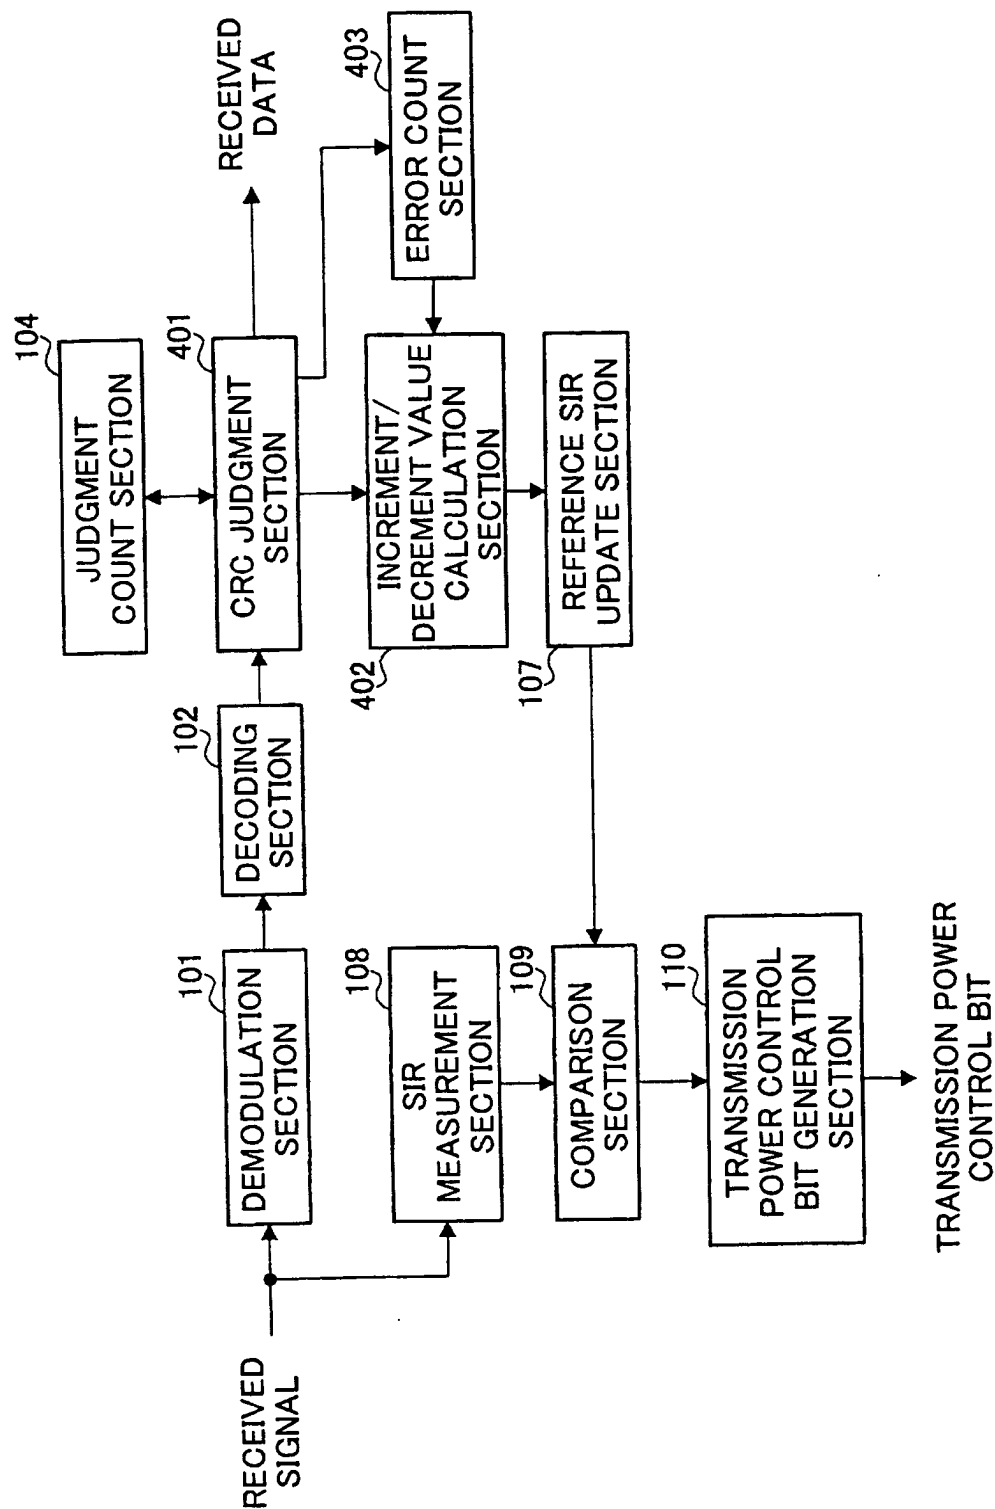 RECEIVED
SIGNAL
101
DEMODULATION
SECTION
102
DECODING
SECTION
104
JUDGMENT
COUNT SECTION
401
CRC JUDGMENT
SECTION
RECEIVED
DATA
403
ERROR COUNT
SECTION
402
INCREMENT/
DECREMENT VALUE
CALCULATION
SECTION
107
REFERENCE SIR
UPDATE SECTION
108
SIR
MEASUREMENT
SECTION
109
COMPARISON
SECTION
110
TRANSMISSION
POWER CONTROL
BIT GENERATION
SECTION
TRANSMISSION POWER
CONTROL BIT